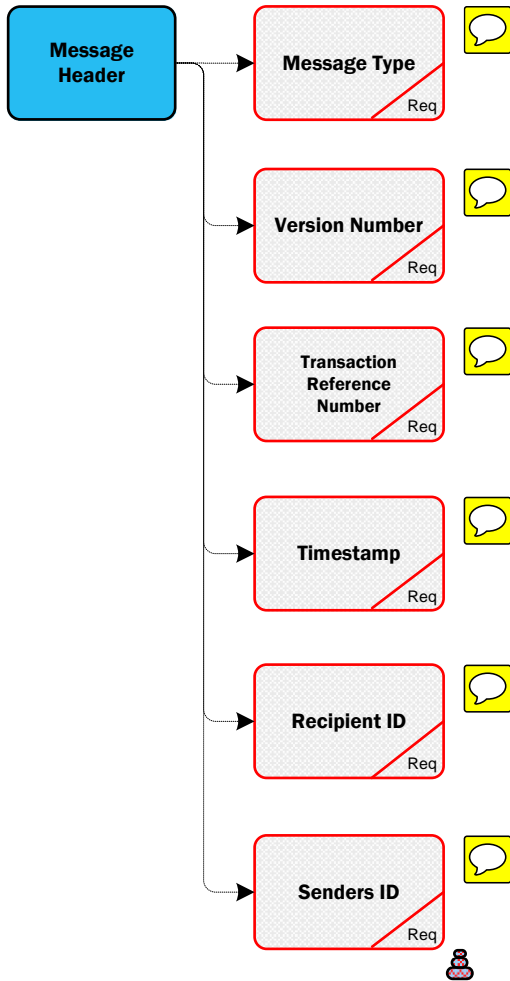 Message
Header
Message Type
Req
Version Number
Req
Transaction
Reference
Number
Req
Timestamp
Req
Recipient ID
Req
Senders ID
Req